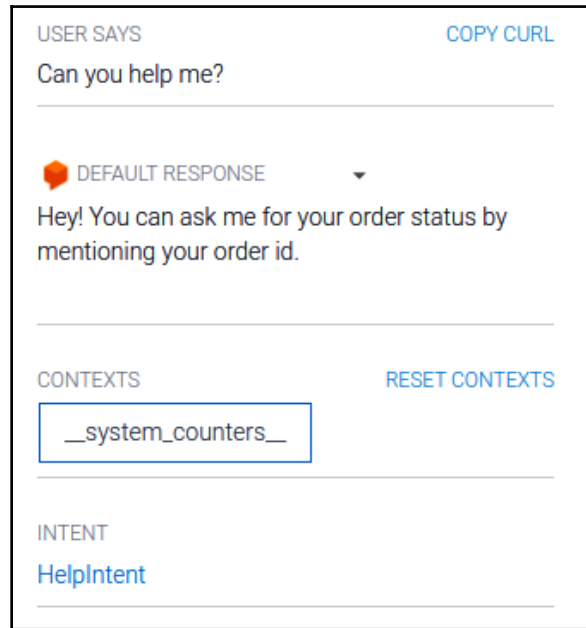 USER SAYS COPY CURL
Can you help me?
DEFAULT RESPONSE
Hey! You can ask me for your order status by
mentioning your order id.
CONTEXTS RESET CONTEXTS
__system_counters__
INTENT
HelpIntent